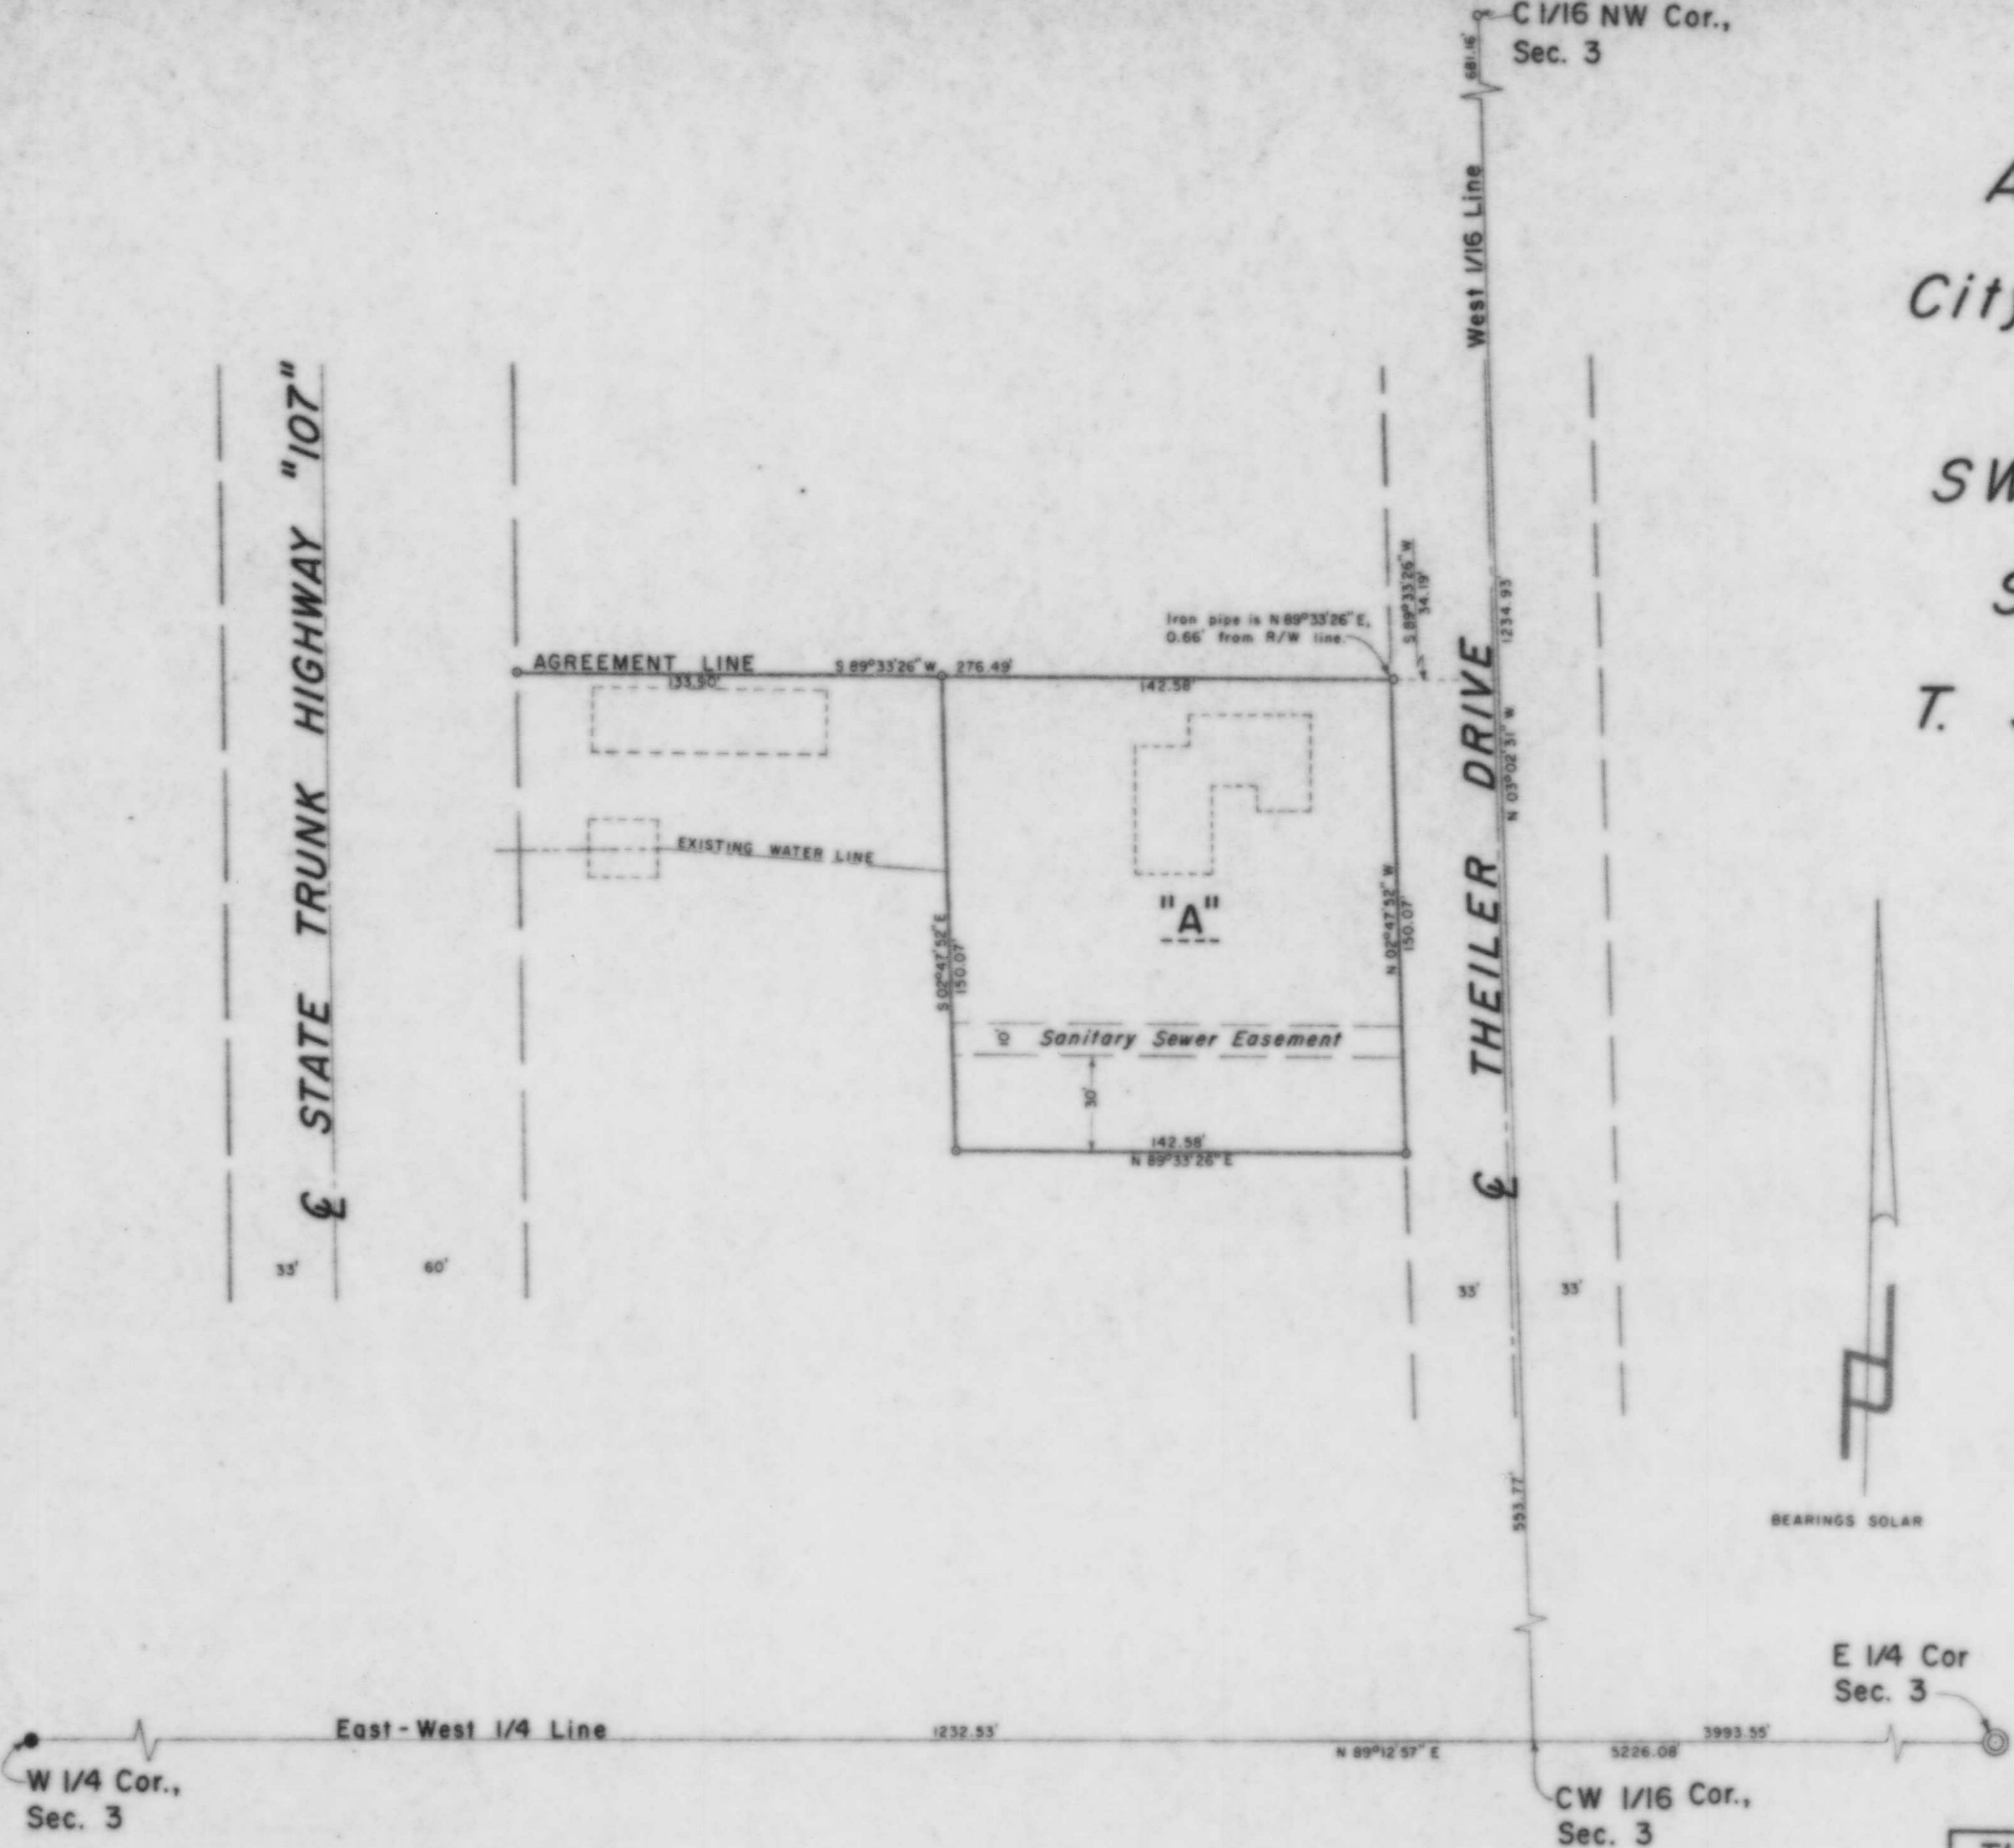 C 1/16 NW Cor.,
Sec. 3
681.16'
West 1/16 Line
A
City
SW
S
T.
STATE TRUNK HIGHWAY "107"
℄
33'
60'
Iron pipe is N 89°33'26" E,
0.66' from R/W line.
S 89°33'26" W
34.19'
1234.93'
N 03°02'31" W
AGREEMENT LINE
S 89°33'26" W 276.49'
133.90'
142.58'
EXISTING WATER LINE
"A"
S 02°47'52" E
150.07'
N 02°47'52" W
150.07'
10'
Sanitary Sewer Easement
30'
142.58'
N 89°33'26" E
THEILER DRIVE
℄
33'
33'
553.77'
BEARINGS SOLAR
E 1/4 Cor
Sec. 3
East-West 1/4 Line
1232.53'
N 89°12'57" E
5226.08'
3993.55'
W 1/4 Cor.,
Sec. 3
CW 1/16 Cor.,
Sec. 3